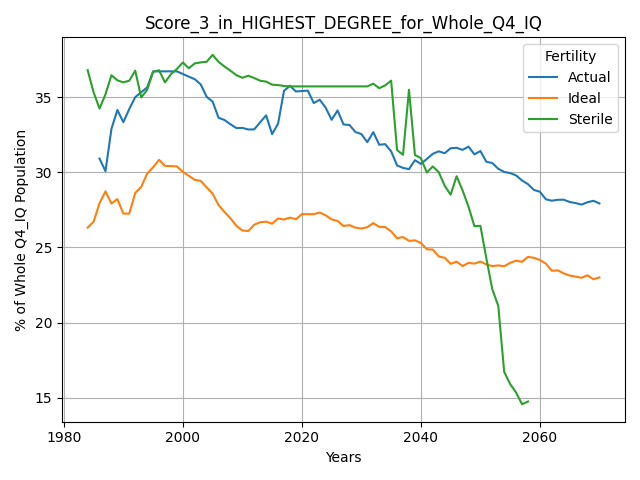 Score_3_in_HIGHEST_DEGREE_for_Whole_Q4_IQ
% of Whole Q4_IQ Population
35
30
25
20
15
1980
2000
2020
2040
2060
Years
Fertility
Actual
Ideal
Sterile